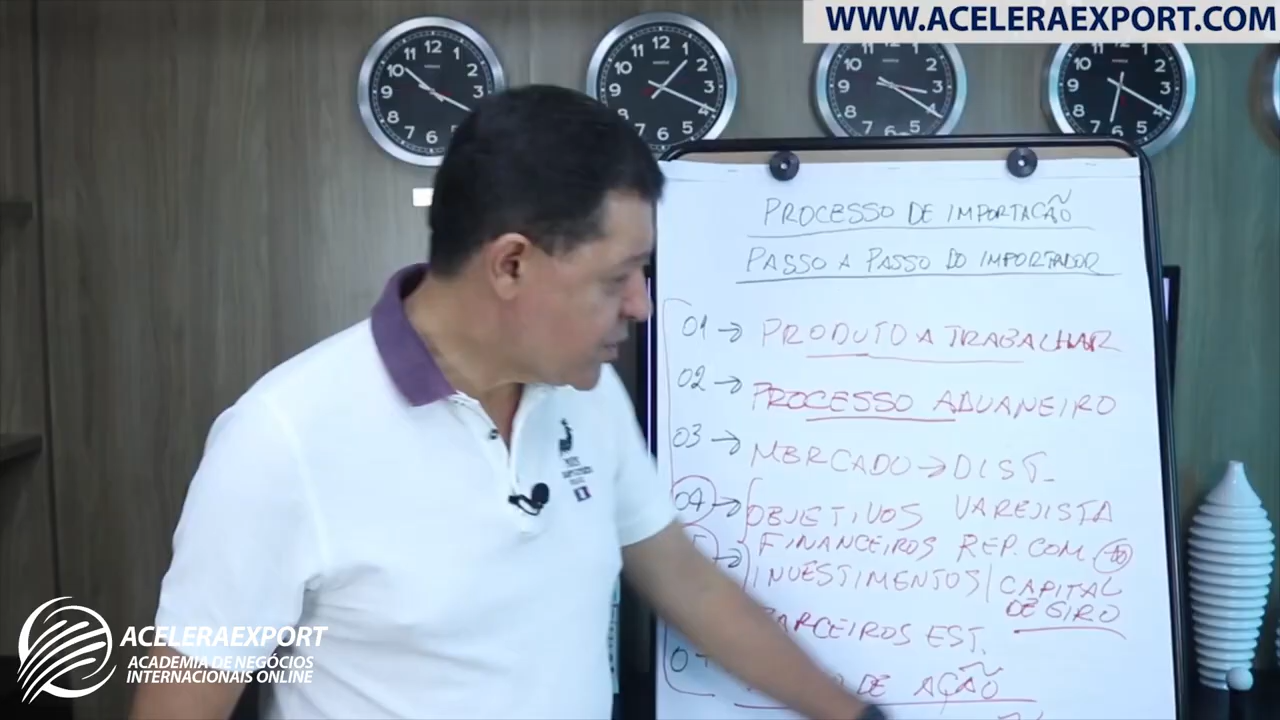 WWW.ACELERAEXPORT.COM
PROCESSO DE IMPORTAÇÃO
PASSO A PASSO DO IMPORTADOR
01 → PRODUTO A TRABALHAR
02 → PROCESSO ADUANEIRO
03 → MERCADO → DIST.
04 → OBJETIVOS VAREJISTA
FINANCEIROS REP. COM.
INVESTIMENTOS / CAPITAL
DE GIRO
PARCEIROS EST.
DE AÇÃO
ACELERAEXPORT
ACADEMIA DE NEGÓCIOS
INTERNACIONAIS ONLINE